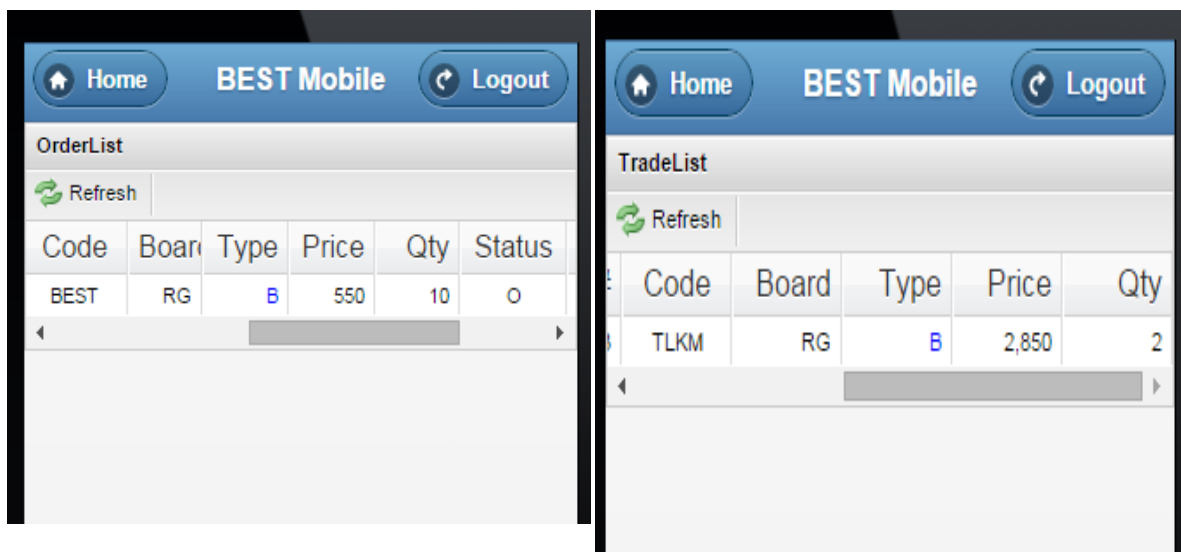 Home BEST Mobile Logout
OrderList
Refresh
Code Boar Type Price Qty Status
BEST RG B 550 10 O
Home BEST Mobile Logout
TradeList
Refresh
Code Board Type Price Qty
TLKM RG B 2,850 2